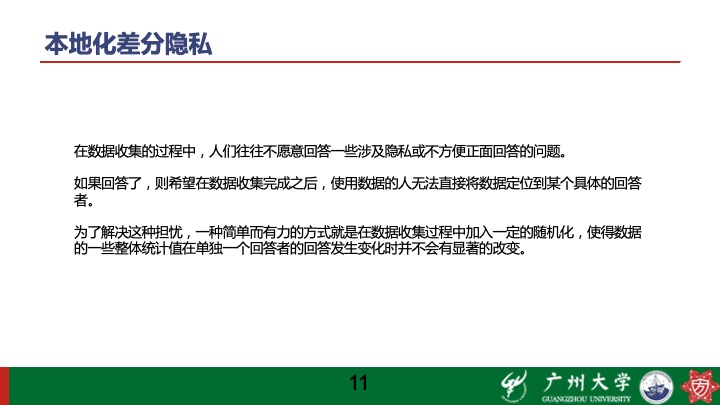 本地化差分隐私
在数据收集的过程中，人们往往不愿意回答一些涉及隐私或不方便正面回答的问题。
如果回答了，则希望在数据收集完成之后，使用数据的人无法直接将数据定位到某个具体的回答
者。
为了解决这种担忧，一种简单而有力的方式就是在数据收集过程中加入一定的随机化，使得数据
的一些整体统计值在单独一个回答者的回答发生变化时并不会有显著的改变。
11
广州大学
GUANGZHOU UNIVERSITY